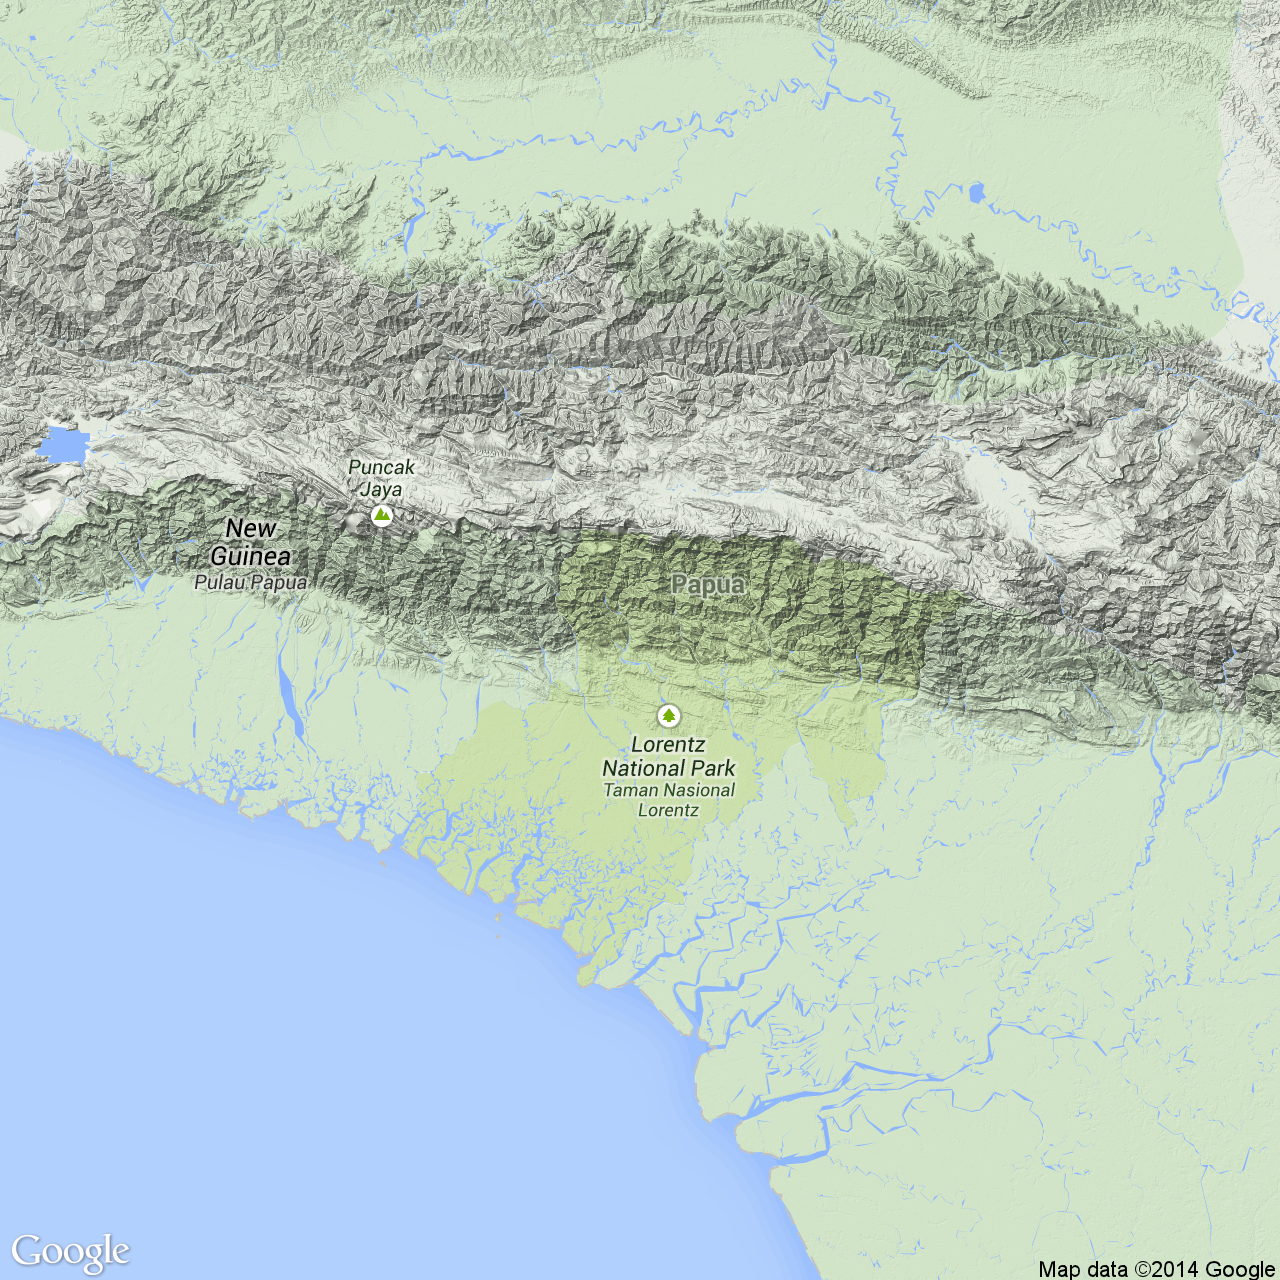 Puncak
Jaya
New
Guinea
Pulau Papua
Papua
Lorentz
National Park
Taman Nasional
Lorentz
Google
Map data ©2014 Google